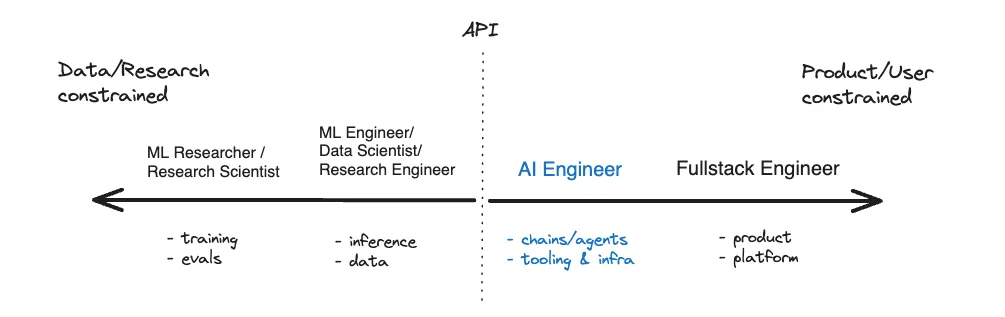 API
Data/Research
constrained
Product/User
constrained
ML Researcher /
Research Scientist
ML Engineer/
Data Scientist/
Research Engineer
AI Engineer
Fullstack Engineer
- training
- evals
- inference
- data
- chains/agents
- tooling & infra
- product
- platform